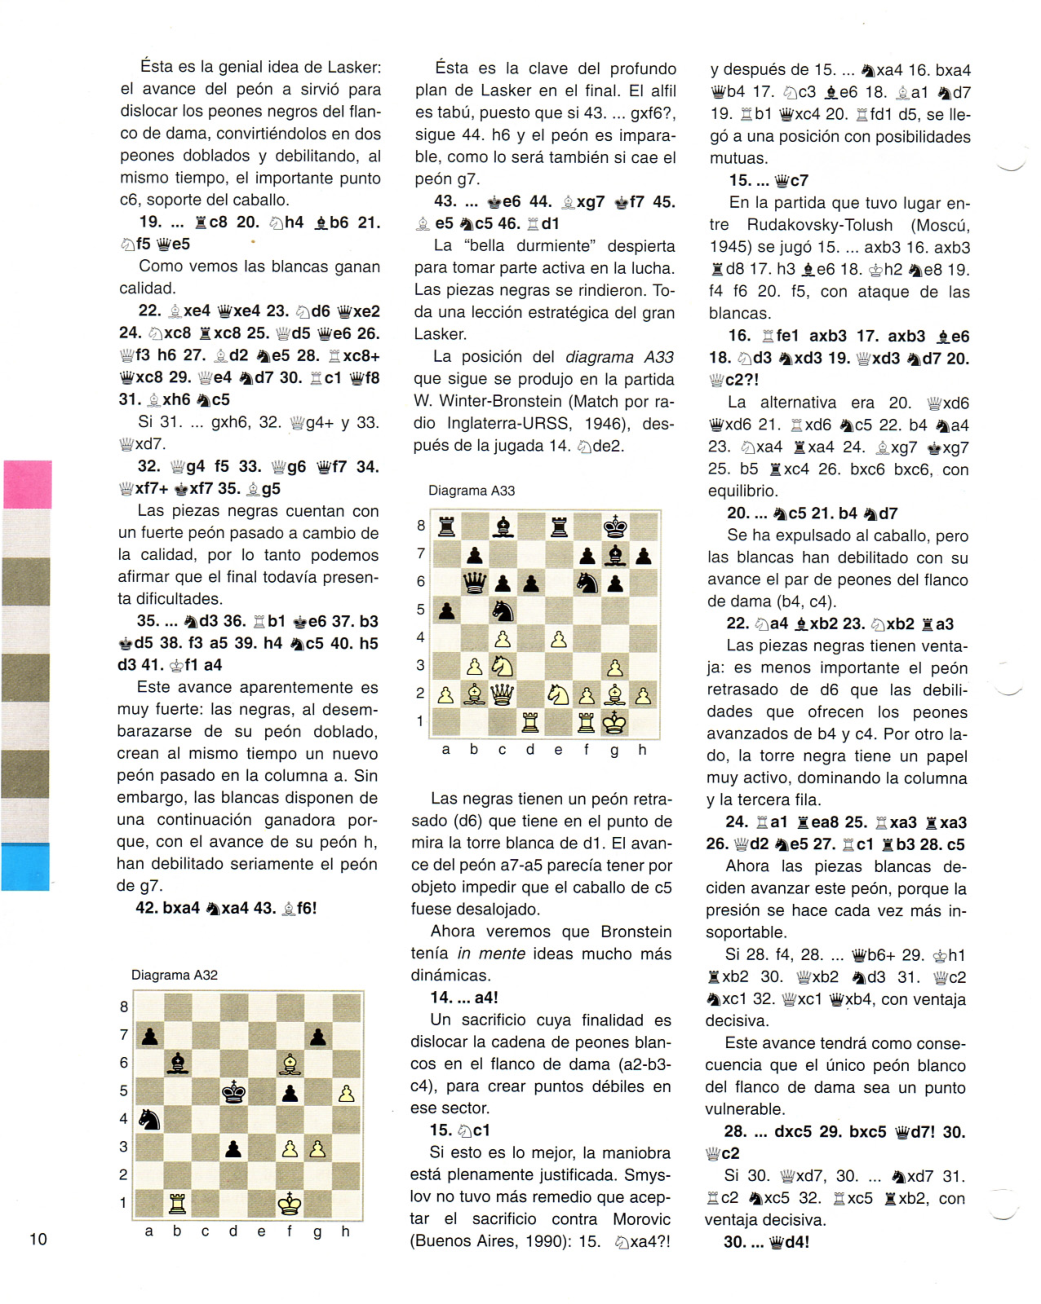 Ésta es la genial idea de Lasker:
el avance del peón a sirvió para
dislocar los peones negros del flan-
co de dama, convirtiéndolos en dos
peones doblados y debilitando, al
mismo tiempo, el importante punto
c6, soporte del caballo.
19. ... ♜c8 20. ♘h4 ♝b6 21.
♘f5 ♛e5
Como vemos las blancas ganan
calidad.
22. ♗xe4 ♛xe4 23. ♘d6 ♛xe2
24. ♘xc8 ♜xc8 25. ♕d5 ♛e6 26.
♕f3 h6 27. ♗d2 ♞e5 28. ♖xc8+
♛xc8 29. ♕e4 ♞d7 30. ♖c1 ♛f8
31. ♗xh6 ♞c5
Si 31. ... gxh6, 32. ♕g4+ y 33.
♕xd7.
32. ♕g4 f5 33. ♕g6 ♛f7 34.
♕xf7+ ♚xf7 35. ♗g5
Las piezas negras cuentan con
un fuerte peón pasado a cambio de
la calidad, por lo tanto podemos
afirmar que el final todavía presen-
ta dificultades.
35. ... ♞d3 36. ♖b1 ♚e6 37. b3
♚d5 38. f3 a5 39. h4 ♞c5 40. h5
d3 41. ♔f1 a4
Este avance aparentemente es
muy fuerte: las negras, al desem-
barazarse de su peón doblado,
crean al mismo tiempo un nuevo
peón pasado en la columna a. Sin
embargo, las blancas disponen de
una continuación ganadora por-
que, con el avance de su peón h,
han debilitado seriamente el peón
de g7.
42. bxa4 ♞xa4 43. ♗f6!
Diagrama A32
8
7
6
5
4
3
2
1
a b c d e f g h
10
Ésta es la clave del profundo
plan de Lasker en el final. El alfil
es tabú, puesto que si 43. ... gxf6?,
sigue 44. h6 y el peón es impara-
ble, como lo será también si cae el
peón g7.
43. ... ♚e6 44. ♗xg7 ♚f7 45.
♗e5 ♞c5 46. ♖d1
La “bella durmiente” despierta
para tomar parte activa en la lucha.
Las piezas negras se rindieron. To-
da una lección estratégica del gran
Lasker.
La posición del diagrama A33
que sigue se produjo en la partida
W. Winter-Bronstein (Match por ra-
dio Inglaterra-URSS, 1946), des-
pués de la jugada 14. ♘de2.
Diagrama A33
8
7
6
5
4
3
2
1
a b c d e f g h
Las negras tienen un peón retra-
sado (d6) que tiene en el punto de
mira la torre blanca de d1. El avan-
ce del peón a7-a5 parecía tener por
objeto impedir que el caballo de c5
fuese desalojado.
Ahora veremos que Bronstein
tenía in mente ideas mucho más
dinámicas.
14. ... a4!
Un sacrificio cuya finalidad es
dislocar la cadena de peones blan-
cos en el flanco de dama (a2-b3-
c4), para crear puntos débiles en
ese sector.
15. ♘c1
Si esto es lo mejor, la maniobra
está plenamente justificada. Smys-
lov no tuvo más remedio que acep-
tar el sacrificio contra Morovic
(Buenos Aires, 1990): 15. ♘xa4?!
y después de 15. ... ♞xa4 16. bxa4
♛b4 17. ♘c3 ♝e6 18. ♗a1 ♞d7
19. ♖b1 ♛xc4 20. ♖fd1 d5, se lle-
gó a una posición con posibilidades
mutuas.
15. ... ♛c7
En la partida que tuvo lugar en-
tre Rudakovsky-Tolush (Moscú,
1945) se jugó 15. ... axb3 16. axb3
♜d8 17. h3 ♝e6 18. ♔h2 ♞e8 19.
f4 f6 20. f5, con ataque de las
blancas.
16. ♖fe1 axb3 17. axb3 ♝e6
18. ♘d3 ♞xd3 19. ♕xd3 ♞d7 20.
♕c2?!
La alternativa era 20. ♕xd6
♛xd6 21. ♖xd6 ♞c5 22. b4 ♞a4
23. ♘xa4 ♜xa4 24. ♗xg7 ♚xg7
25. b5 ♜xc4 26. bxc6 bxc6, con
equilibrio.
20. ... ♞c5 21. b4 ♞d7
Se ha expulsado al caballo, pero
las blancas han debilitado con su
avance el par de peones del flanco
de dama (b4, c4).
22. ♘a4 ♝xb2 23. ♘xb2 ♜a3
Las piezas negras tienen venta-
ja: es menos importante el peón
retrasado de d6 que las debili-
dades que ofrecen los peones
avanzados de b4 y c4. Por otro la-
do, la torre negra tiene un papel
muy activo, dominando la columna
y la tercera fila.
24. ♖a1 ♜ea8 25. ♖xa3 ♜xa3
26. ♕d2 ♞e5 27. ♖c1 ♜b3 28. c5
Ahora las piezas blancas de-
ciden avanzar este peón, porque la
presión se hace cada vez más in-
soportable.
Si 28. f4, 28. ... ♛b6+ 29. ♔h1
♜xb2 30. ♕xb2 ♞d3 31. ♕c2
♞xc1 32. ♕xc1 ♛xb4, con ventaja
decisiva.
Este avance tendrá como conse-
cuencia que el único peón blanco
del flanco de dama sea un punto
vulnerable.
28. ... dxc5 29. bxc5 ♛d7! 30.
♕c2
Si 30. ♕xd7, 30. ... ♞xd7 31.
♖c2 ♞xc5 32. ♖xc5 ♜xb2, con
ventaja decisiva.
30. ... ♛d4!